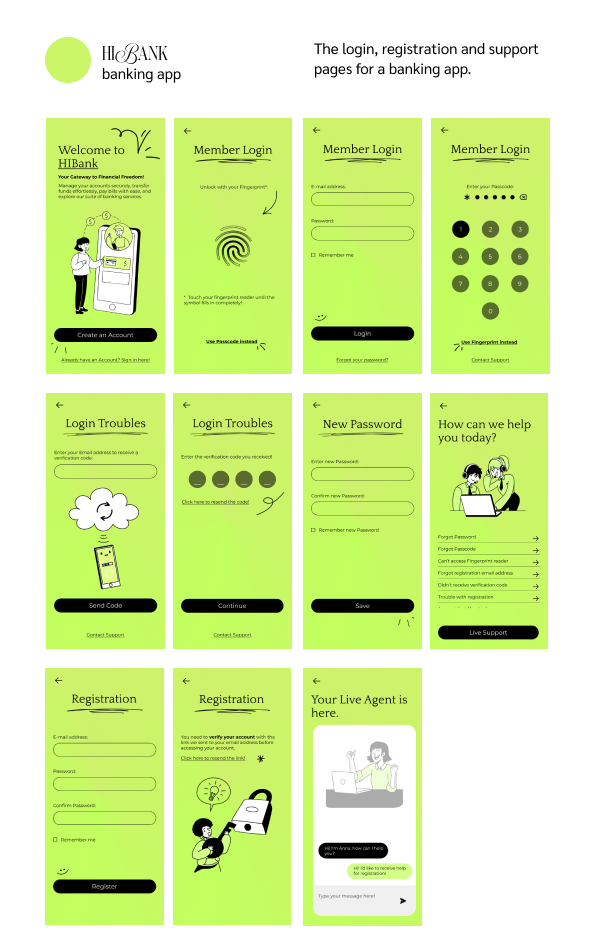 HIBANK
banking app
The login, registration and support
pages for a banking app.
Welcome to
HIBank
Your Gateway to Financial Freedom!
Manage your accounts securely, transfer
funds effortlessly, pay bills with ease, and
explore our suite of banking services.
$
$
$
Create an Account
Already have an Account? Sign in here!
Member Login
Unlock with your Fingerprint*:
* Touch your fingerprint reader until the
symbol fills in completely!
Use Passcode instead
Member Login
E-mail address:
Password:
Remember me
Login
Forgot your password?
Member Login
Enter your Passcode:
1 2 3
4 5 6
7 8 9
0
Use Fingerprint instead
Contact Support
Login Troubles
Enter your Email address to receive a
verification code.
Send Code
Contact Support
Login Troubles
Enter the verification code you received!
Click here to resend the code!
Continue
Contact Support
New Password
Enter new Password:
Confirm new Password:
Remember new Password
Save
How can we help
you today?
Forgot Password
Forgot Passcode
Can't access Fingerprint reader
Forgot registration email address
Didn't receive verification code
Trouble with registration
Live Support
Registration
E-mail address:
Password:
Confirm Password:
Remember me
Register
Registration
You need to verify your account with the
link we sent to your email address before
accessing your account.
Click here to resend the link!
Your Live Agent is
here.
Hi! I'm Anna, how can I help
you?
Hi! I'd like to receive help
for registration!
Type your message here!